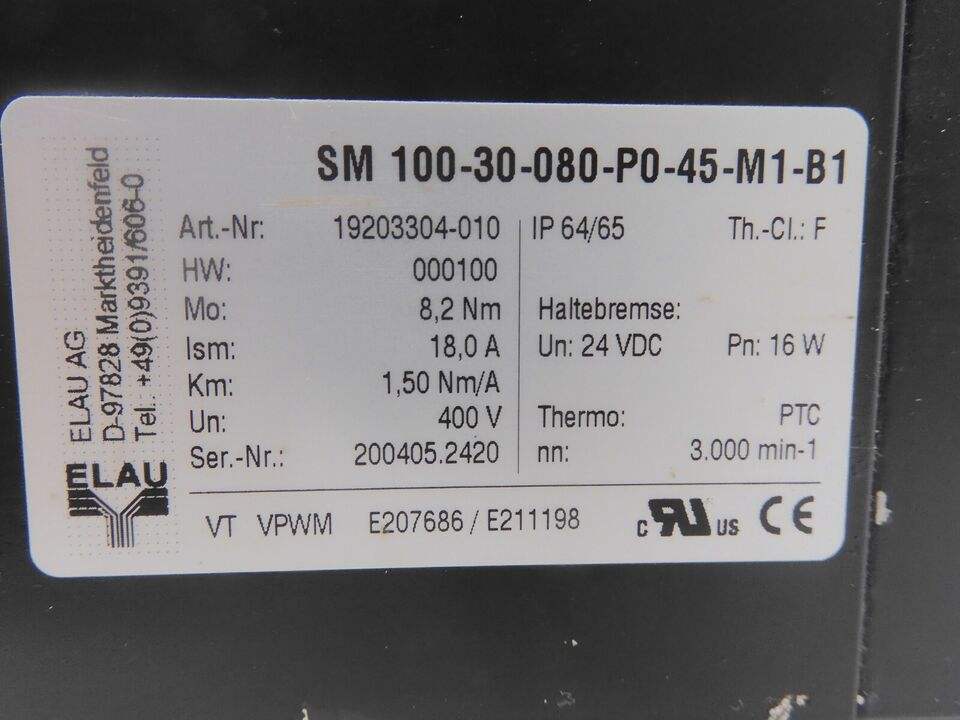 SM 100-30-080-P0-45-M1-B1
Art.-Nr: 19203304-010
HW: 000100
Mo: 8,2 Nm
Ism: 18,0 A
Km: 1,50 Nm/A
Un: 400 V
Ser.-Nr.: 200405.2420
IP 64/65 Th.-Cl.: F
Haltebremse:
Un: 24 VDC Pn: 16 W
Thermo: PTC
nn: 3.000 min-1
VT VPWM E207686 / E211198
c RU US CE
ELAU AG
D-97828 Marktheidenfeld
Tel.: +49(0)9391/606-0
ELAU